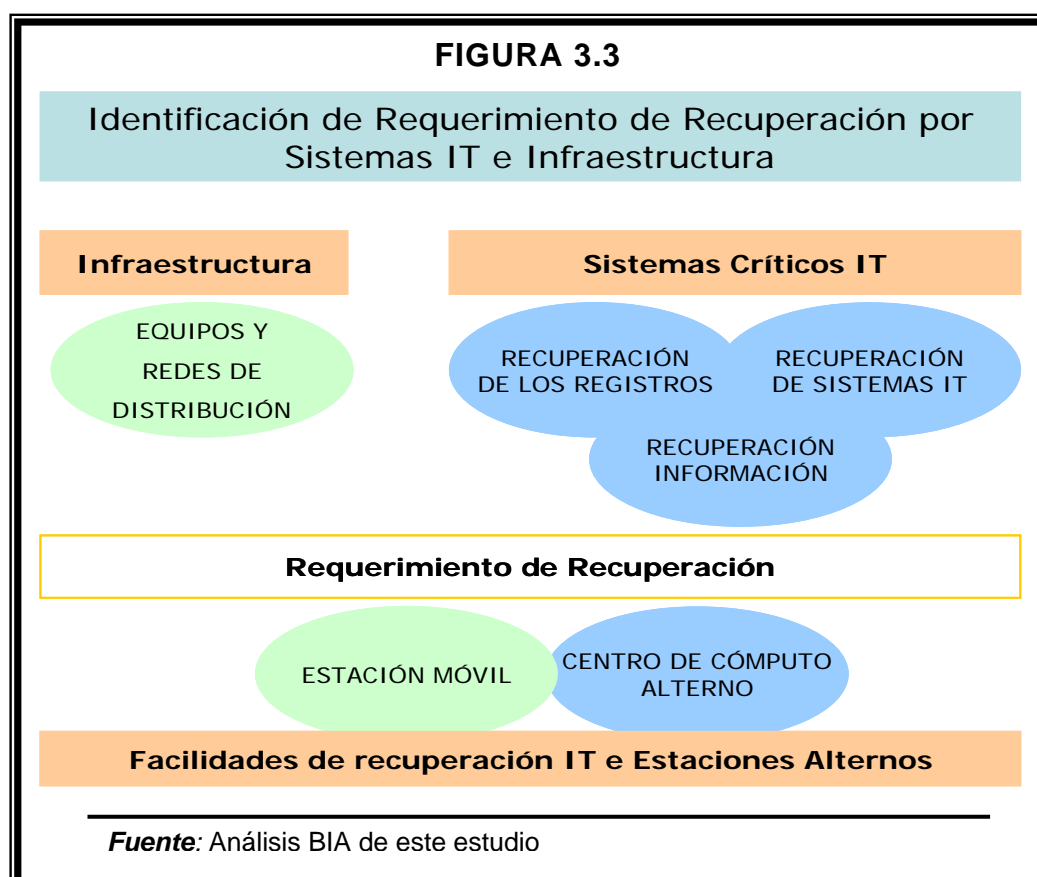 FIGURA 3.3
Identificación de Requerimiento de Recuperación por
Sistemas IT e Infraestructura
Infraestructura
Sistemas Críticos IT
EQUIPOS Y
REDES DE
DISTRIBUCIÓN
RECUPERACIÓN
DE LOS REGISTROS
RECUPERACIÓN
DE SISTEMAS IT
RECUPERACIÓN
INFORMACIÓN
Requerimiento de Recuperación
ESTACIÓN MÓVIL
CENTRO DE CÓMPUTO
ALTERNO
Facilidades de recuperación IT e Estaciones Alternos
Fuente: Análisis BIA de este estudio